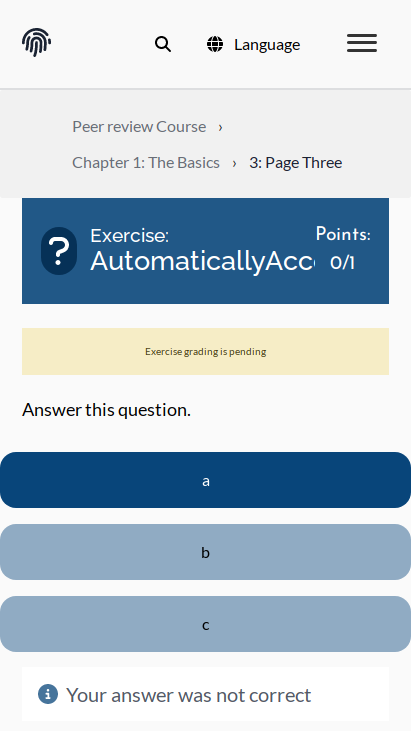 Language
Peer review Course ›
Chapter 1: The Basics › 3: Page Three
Exercise:
AutomaticallyAcc
Points:
0/1
Exercise grading is pending
Answer this question.
a
b
c
Your answer was not correct